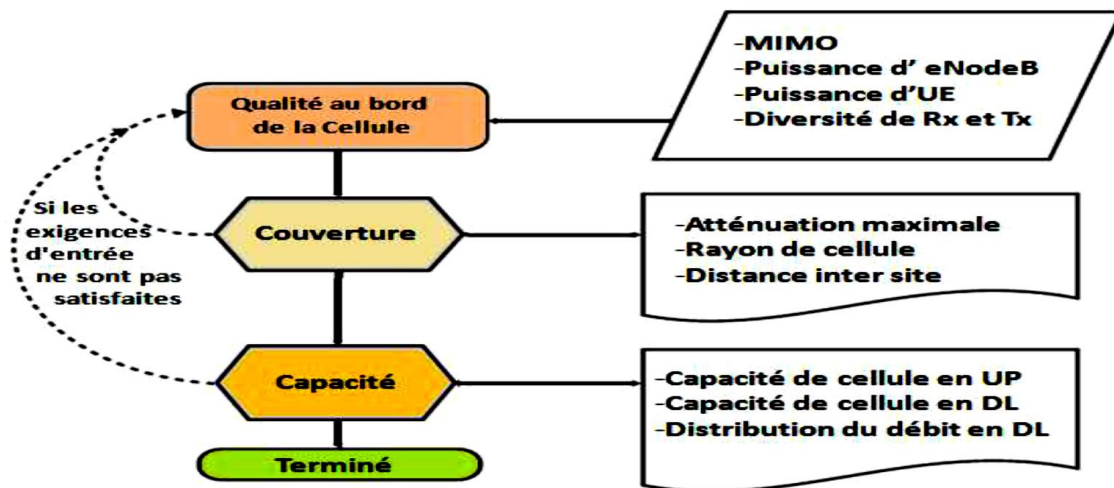 -MIMO
-Puissance d' eNodeB
-Puissance d'UE
-Diversité de Rx et Tx
Qualité au bord
de la Cellule
Si les
exigences
d'entrée
ne sont pas
satisfaites
Couverture
-Atténuation maximale
-Rayon de cellule
-Distance inter site
Capacité
-Capacité de cellule en UP
-Capacité de cellule en DL
-Distribution du débit en DL
Terminé